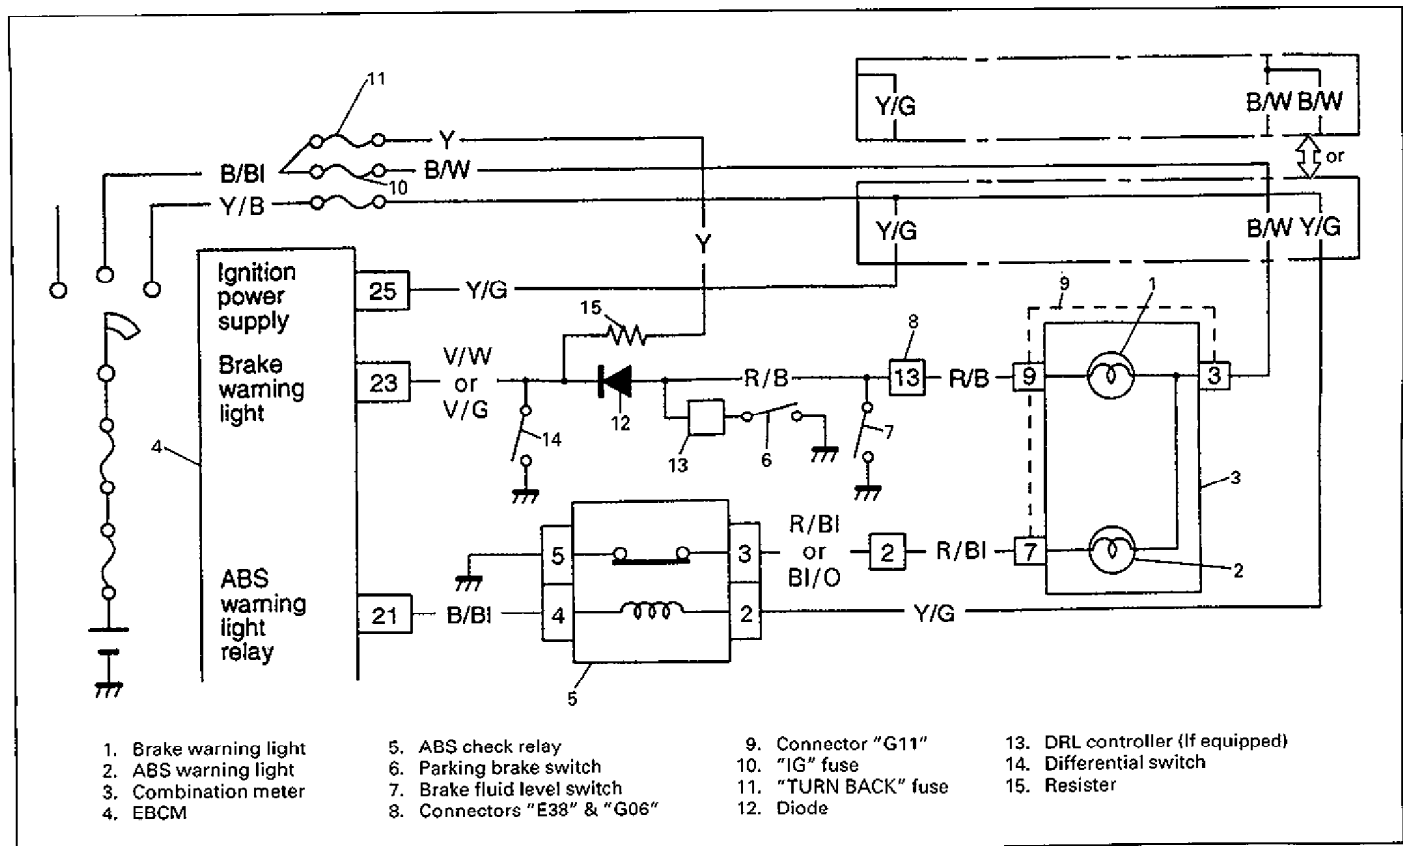 11
Y/G
B/W B/W
Y
or
B/Bl
B/W
10
Y/B
Y/G
B/W Y/G
Y
Ignition
power
supply
25
Y/G
15
9
1
8
Brake
warning
light
23
V/W
or
V/G
R/B
13
R/B
9
3
14
12
13
6
7
4
3
ABS
warning
light
relay
5
3
R/Bl
or
Bl/O
2
R/Bl
7
2
21
B/Bl
4
2
Y/G
5
1. Brake warning light
2. ABS warning light
3. Combination meter
4. EBCM
5. ABS check relay
6. Parking brake switch
7. Brake fluid level switch
8. Connectors "E38" & "G06"
9. Connector "G11"
10. "IG" fuse
11. "TURN BACK" fuse
12. Diode
13. DRL controller (If equipped)
14. Differential switch
15. Resister